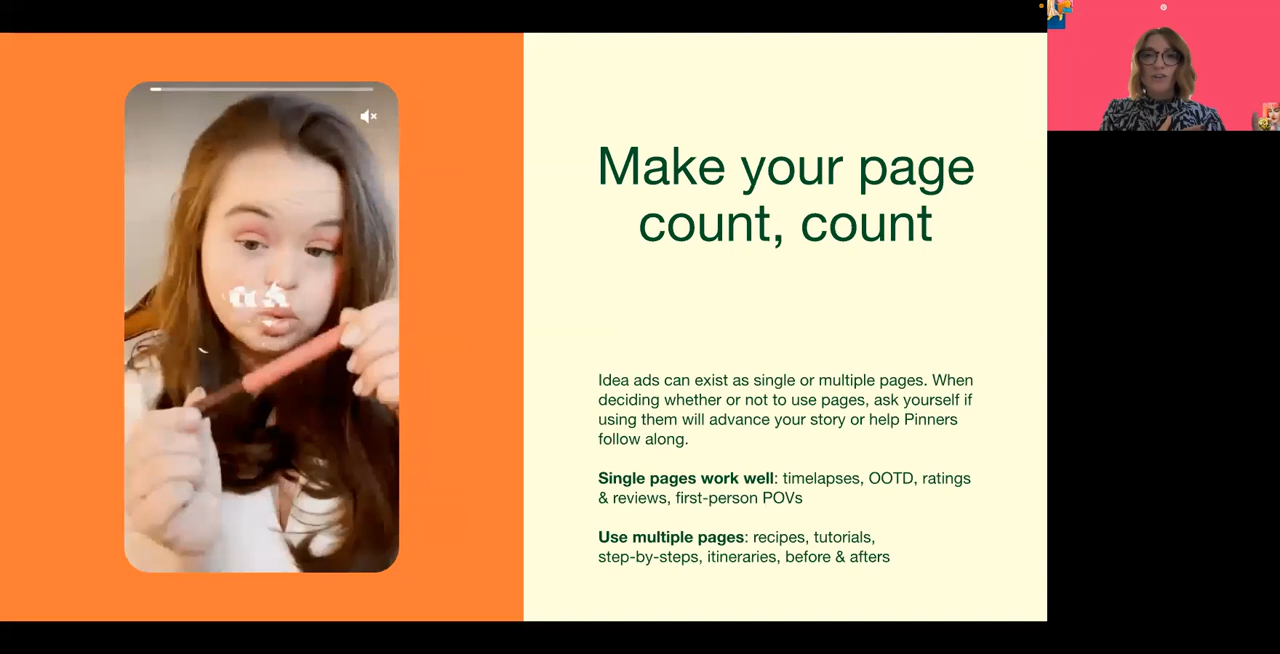 Make your page
count, count
Idea ads can exist as single or multiple pages. When
deciding whether or not to use pages, ask yourself if
using them will advance your story or help Pinners
follow along.
Single pages work well: timelapses, OOTD, ratings
& reviews, first-person POVs
Use multiple pages: recipes, tutorials,
step-by-steps, itineraries, before & afters